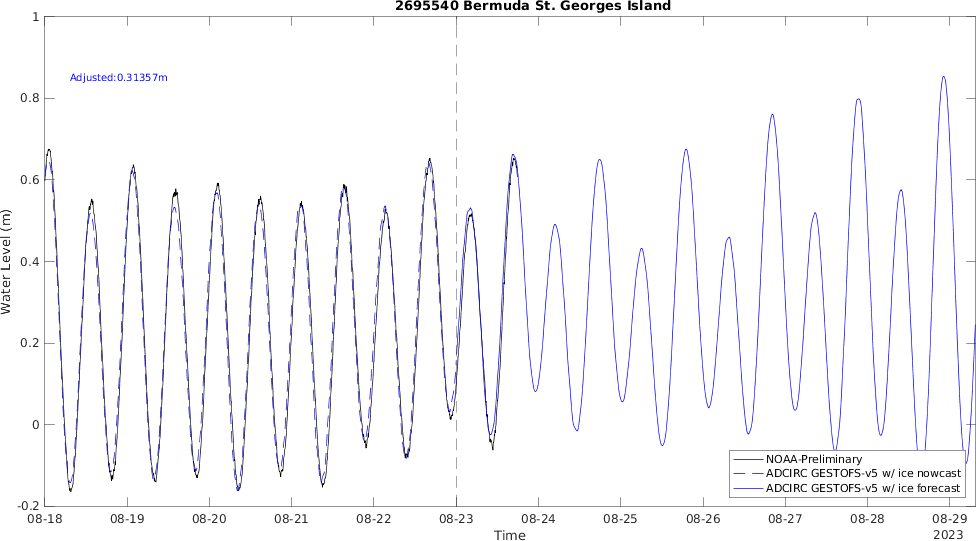 2695540 Bermuda St. Georges Island
Adjusted:0.31357m
Water Level (m)
1
0.8
0.6
0.4
0.2
0
-0.2
08-18 08-19 08-20 08-21 08-22 08-23 08-24 08-25 08-26 08-27 08-28 08-29
2023
Time
NOAA-Preliminary
ADCIRC GESTOFS-v5 w/ ice nowcast
ADCIRC GESTOFS-v5 w/ ice forecast